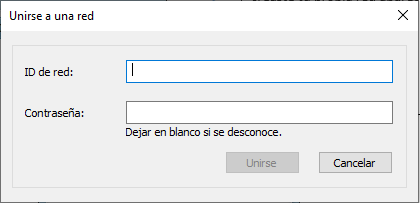 Unirse a una red
ID de red:
Contraseña:
Dejar en blanco si se desconoce.
Unirse
Cancelar